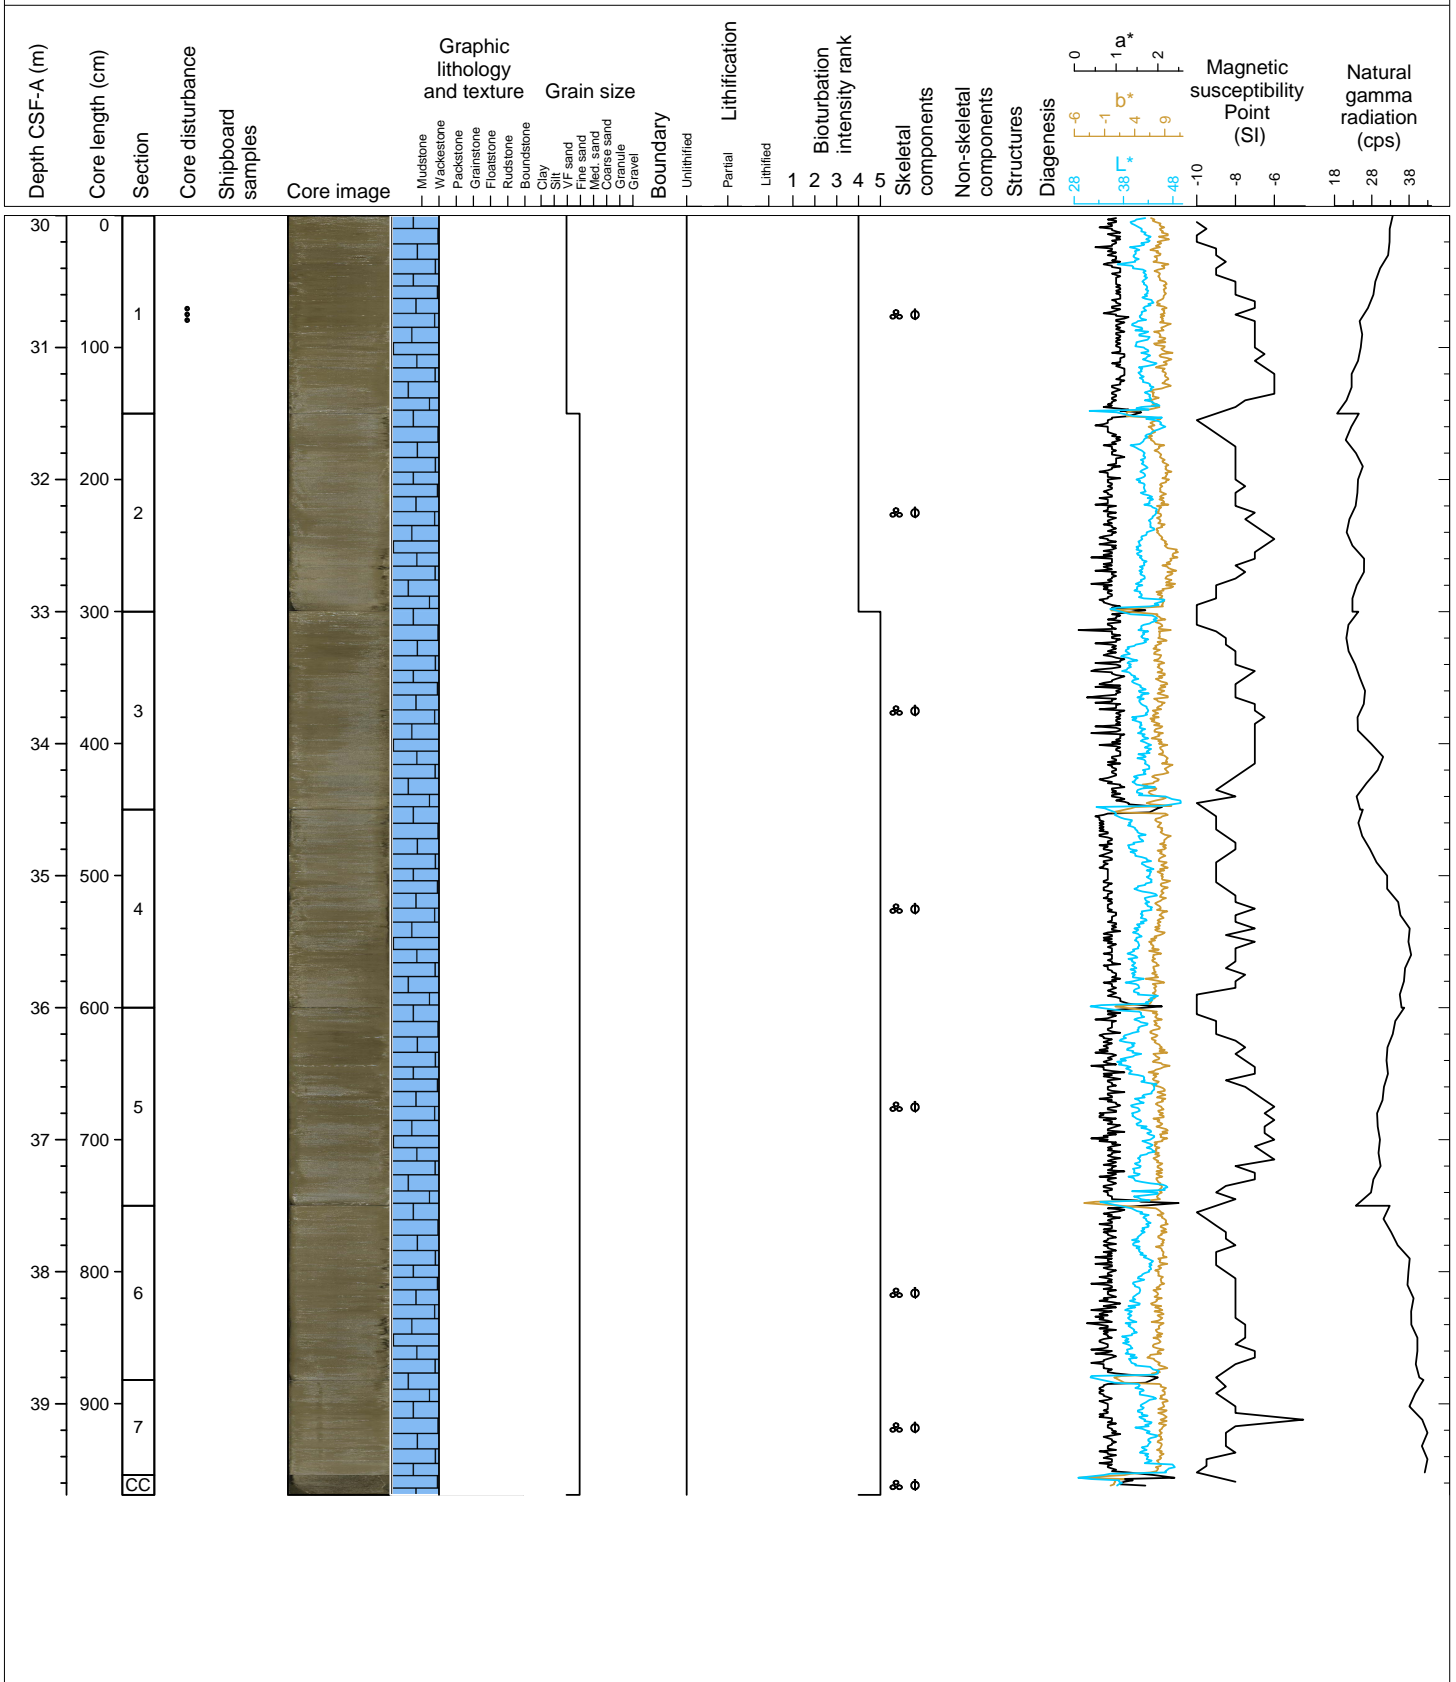 Depth CSF-A (m)
Core length (cm)
Section
Core disturbance
Shipboard
samples
Core image
Graphic
lithology
and texture
Mudstone
Wackestone
Packstone
Grainstone
Floatstone
Rudstone
Boundstone
Grain size
Clay
Silt
VF sand
Fine sand
Med. sand
Coarse sand
Granule
Gravel
Boundary
Lithification
Unlithified
Partial
Lithified
Bioturbation
intensity rank
1 2 3 4 5
Skeletal
components
Non-skeletal
components
Structures
Diagenesis
a*
0 1 2
b*
-6 -1 4 9
L*
28 38 48
Magnetic
susceptibility
Point
(SI)
-10 -8 -6
Natural
gamma
radiation
(cps)
18 28 38
30 0
1
31 100
32 200
2
33 300
3
34 400
35 500
4
36 600
5
37 700
38 800
6
39 900
7
CC